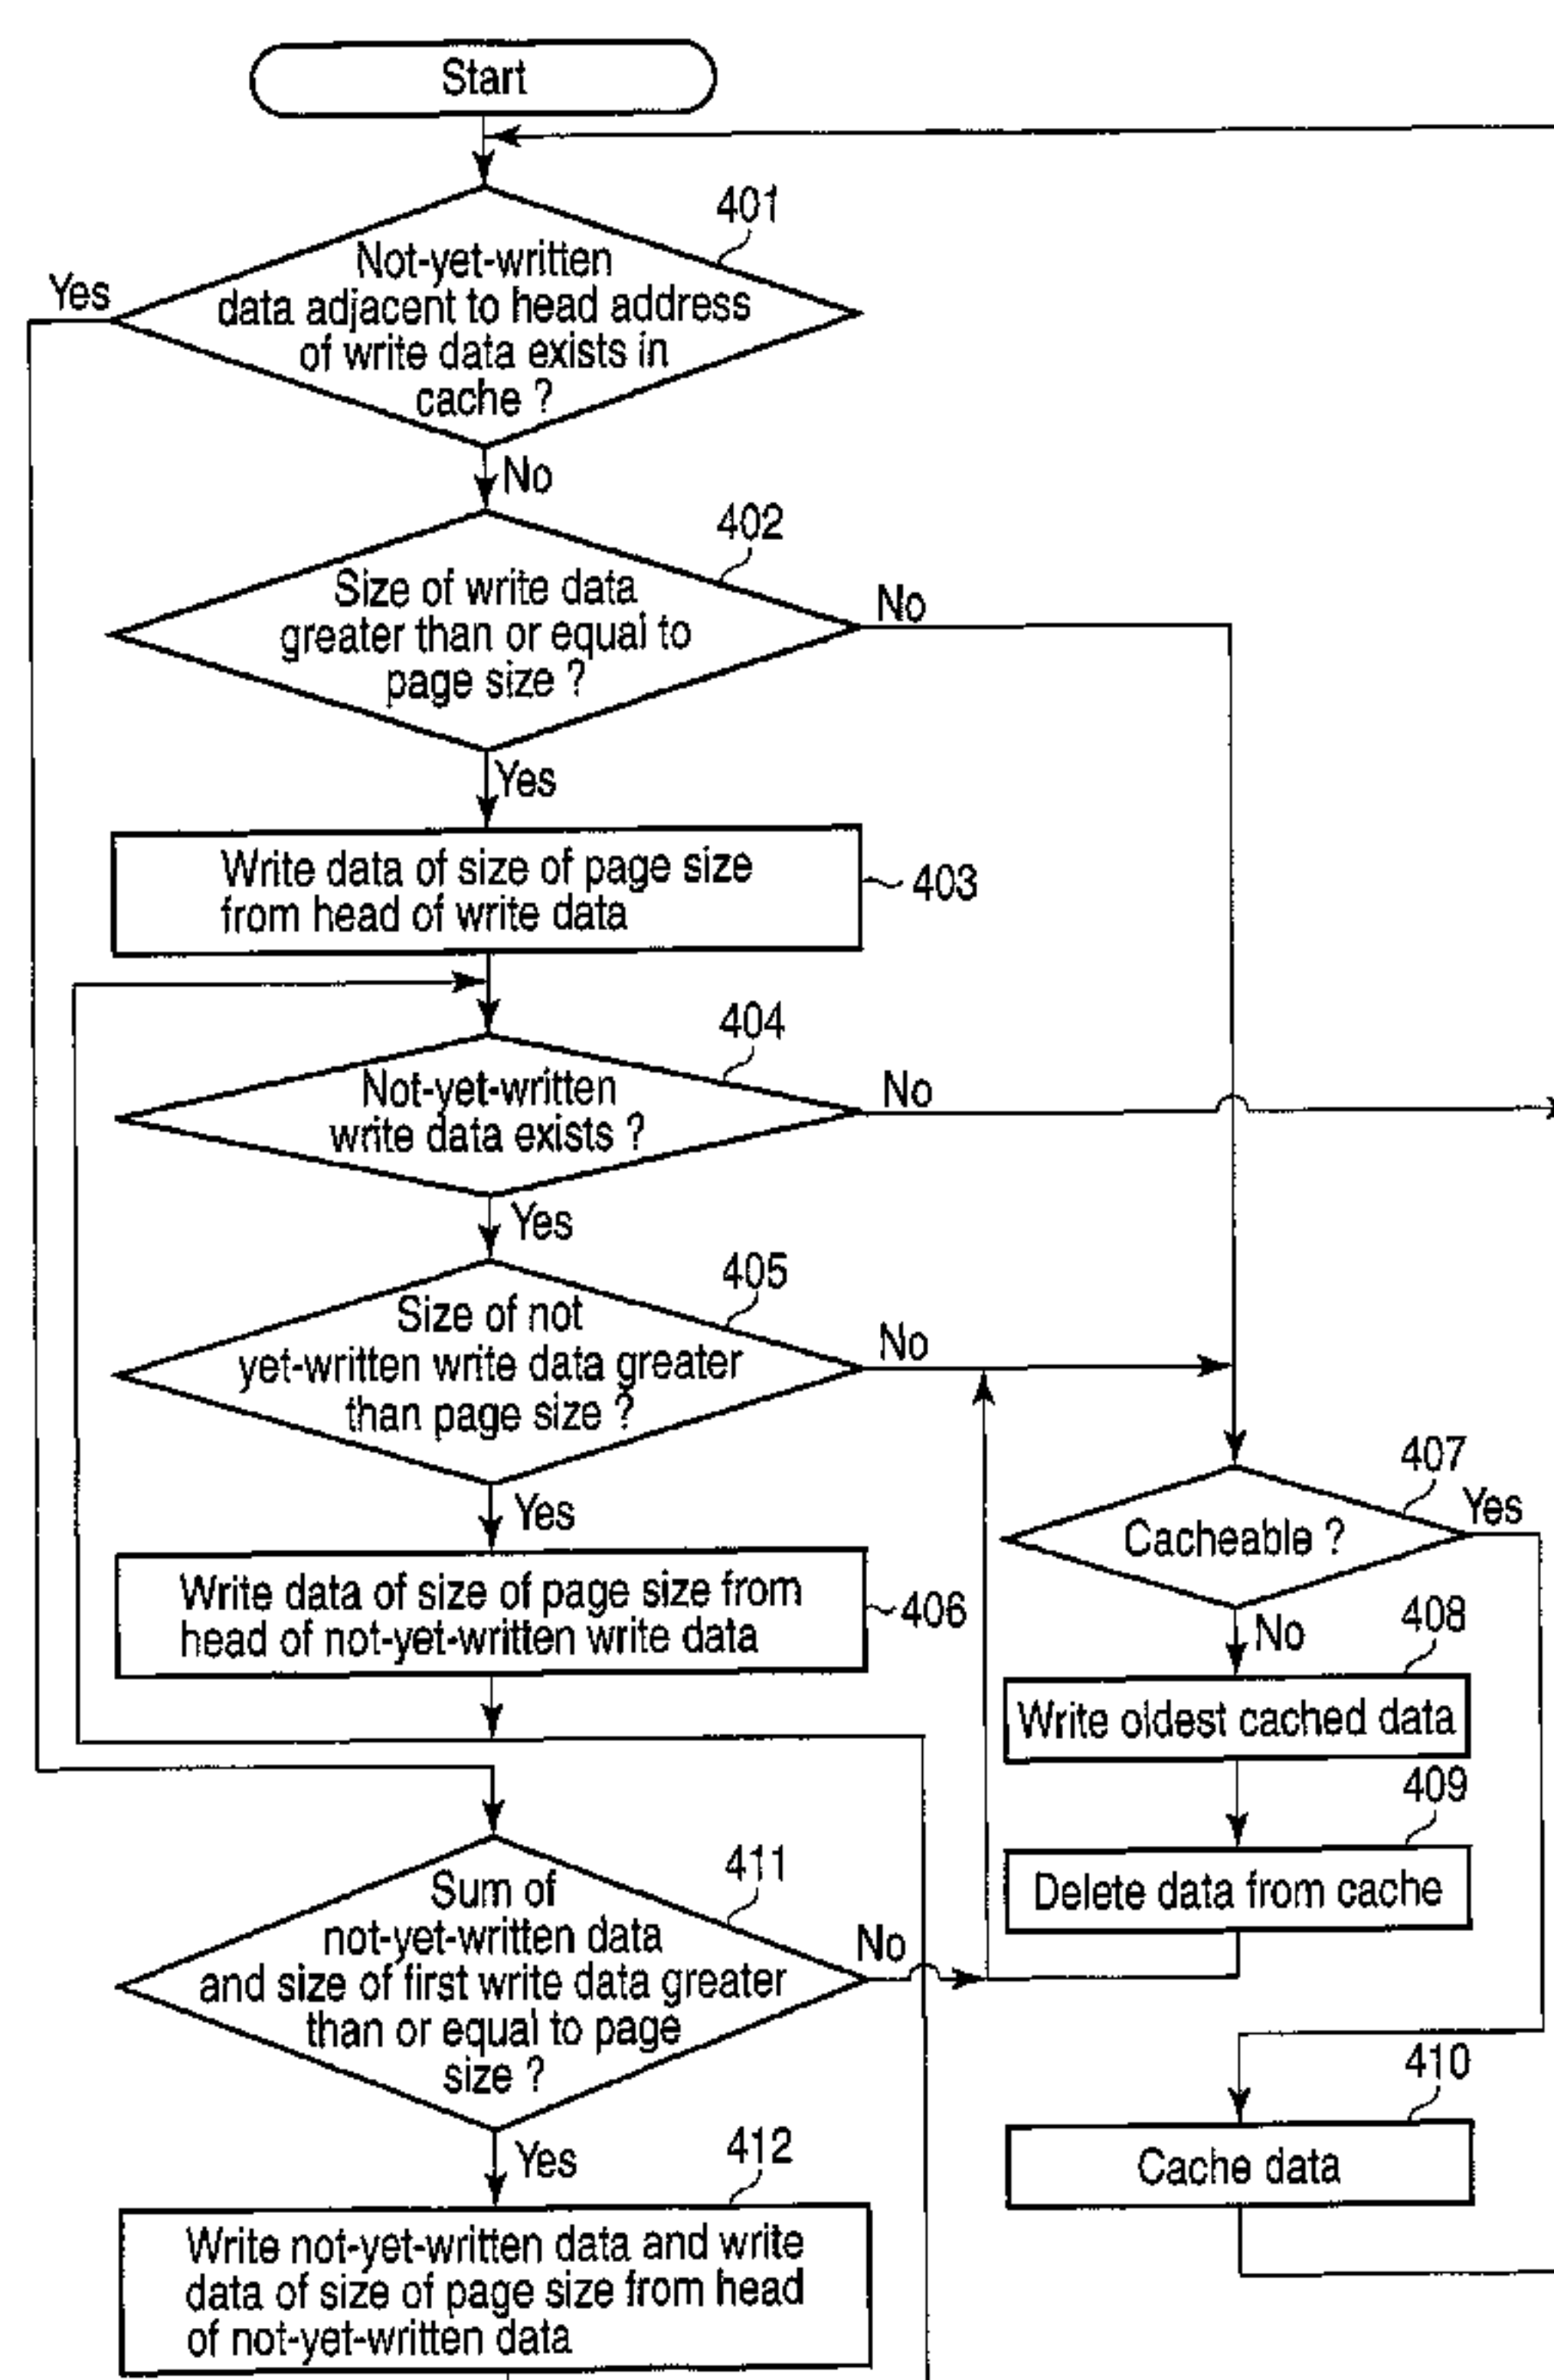 Start
401
Not-yet-written
data adjacent to head address
of write data exists in
cache ?
Yes
No
402
Size of write data
greater than or equal to
page size ?
No
Yes
Write data of size of page size
from head of write data
403
404
Not-yet-written
write data exists ?
No
Yes
405
Size of not
yet-written write data greater
than page size ?
No
Yes
Write data of size of page size from
head of not-yet-written write data
406
407
Cacheable ?
Yes
No
408
Write oldest cached data
409
Delete data from cache
411
Sum of
not-yet-written data
and size of first write data greater
than or equal to page
size ?
No
Yes
410
Cache data
412
Write not-yet-written data and write
data of size of page size from head
of not-yet-written data